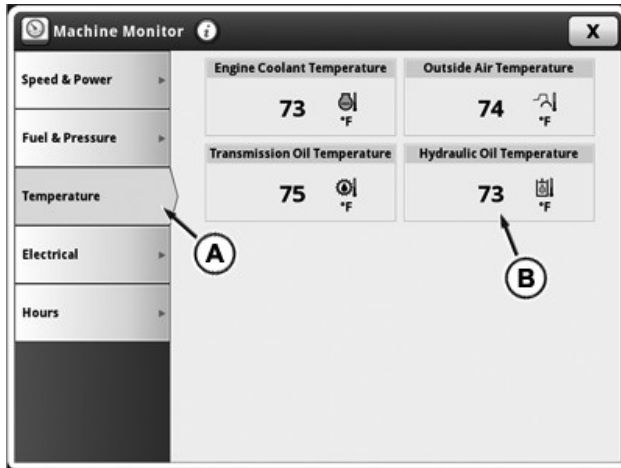 Machine Monitor i
X
Speed & Power
Fuel & Pressure
Temperature
Electrical
Hours
Engine Coolant Temperature
73 °F
Outside Air Temperature
74 °F
Transmission Oil Temperature
75 °F
Hydraulic Oil Temperature
73 °F
A
B